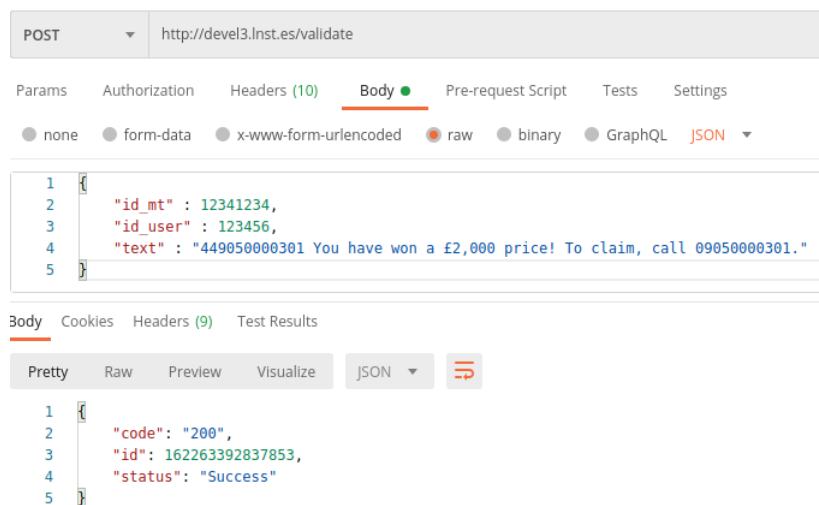 POST http://devel3.lnst.es/validate
Params Authorization Headers (10) Body Pre-request Script Tests Settings
none form-data x-www-form-urlencoded raw binary GraphQL JSON
1 {
2 "id_mt" : 12341234,
3 "id_user" : 123456,
4 "text" : "449050000301 You have won a £2,000 price! To claim, call 09050000301."
5 }
Body Cookies Headers (9) Test Results
Pretty Raw Preview Visualize JSON
1 {
2 "code": "200",
3 "id": 162263392837853,
4 "status": "Success"
5 }